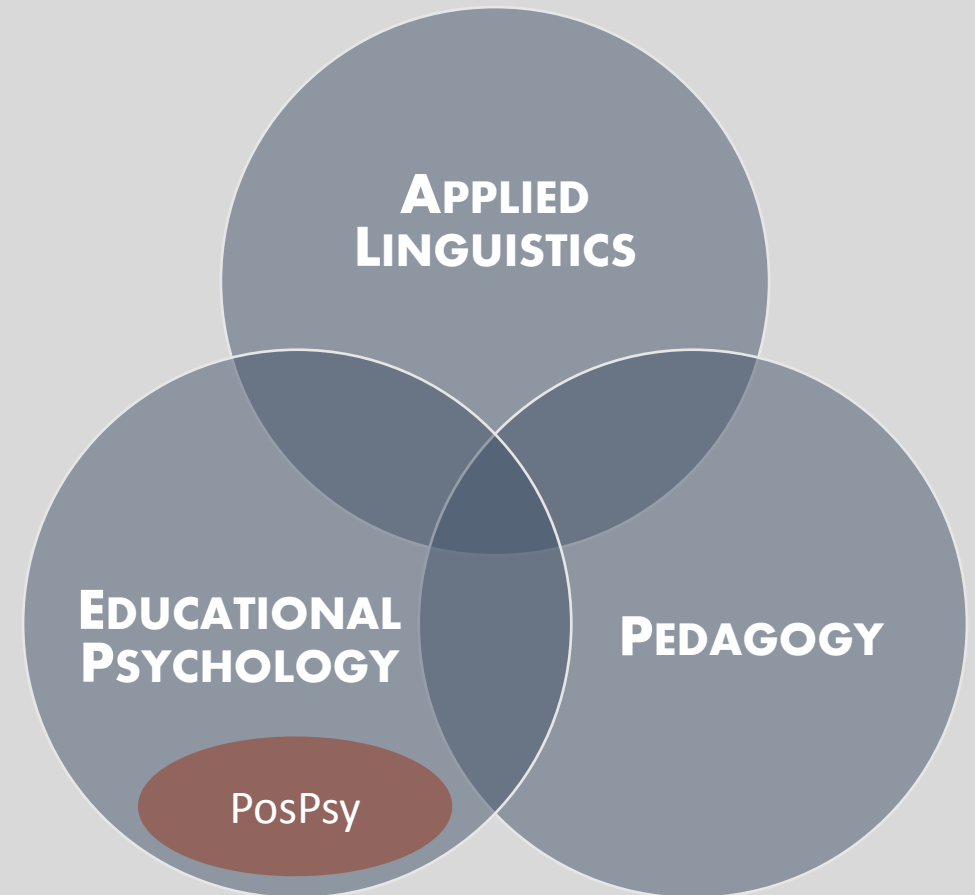 APPLIED
LINGUISTICS
EDUCATIONAL
PSYCHOLOGY
PEDAGOGY
PosPsy